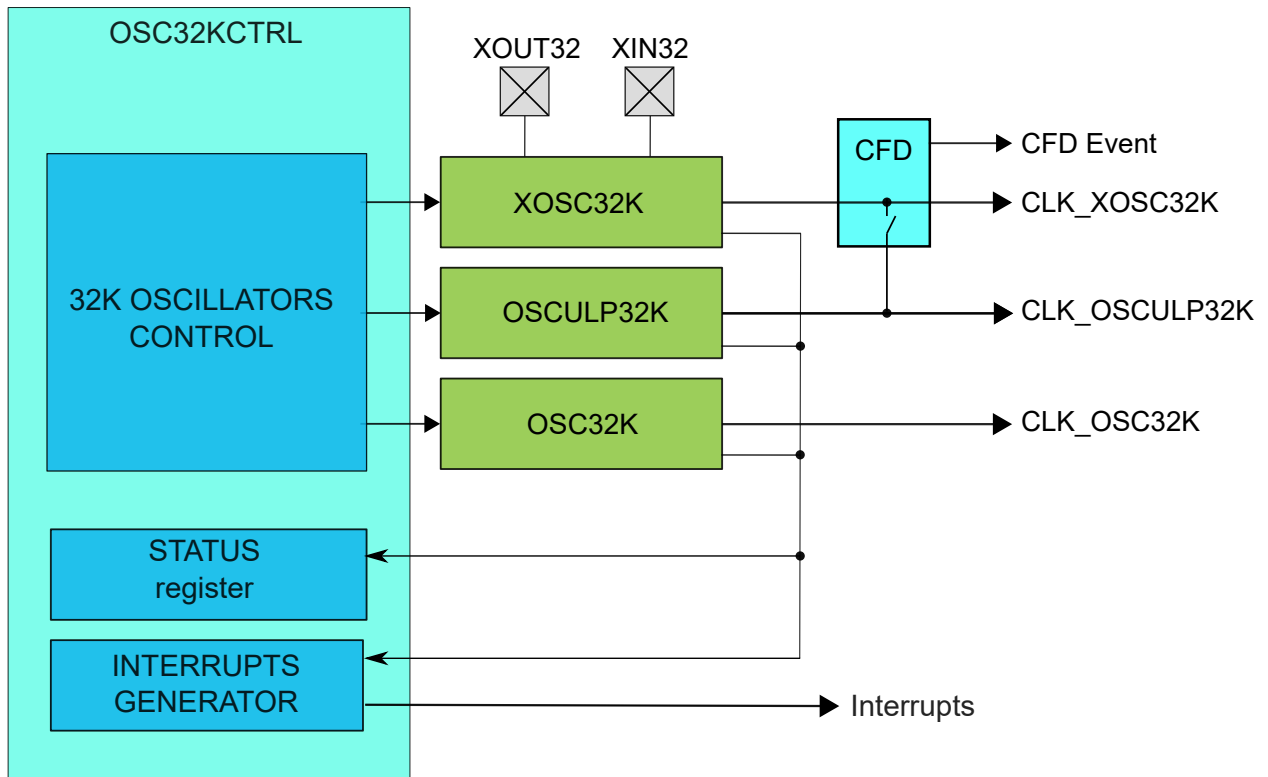 OSC32KCTRL
XOUT32
XIN32
CFD
CFD Event
XOSC32K
CLK_XOSC32K
32K OSCILLATORS
CONTROL
OSCULP32K
CLK_OSCULP32K
OSC32K
CLK_OSC32K
STATUS
register
INTERRUPTS
GENERATOR
Interrupts